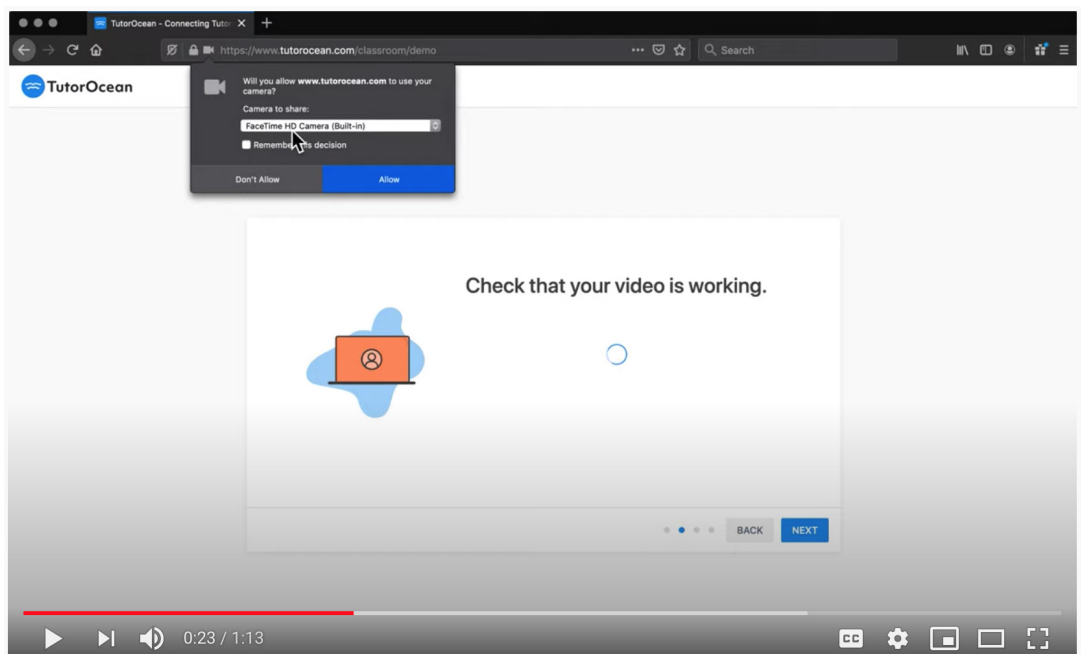 TutorOcean - Connecting Tutor
https://www.tutorocean.com/classroom/demo
Search
TutorOcean
Will you allow www.tutorocean.com to use your
camera?
Camera to share:
FaceTime HD Camera (Built-in)
Remember this decision
Don't Allow
Allow
Check that your video is working.
BACK
NEXT
0:23 / 1:13
CC